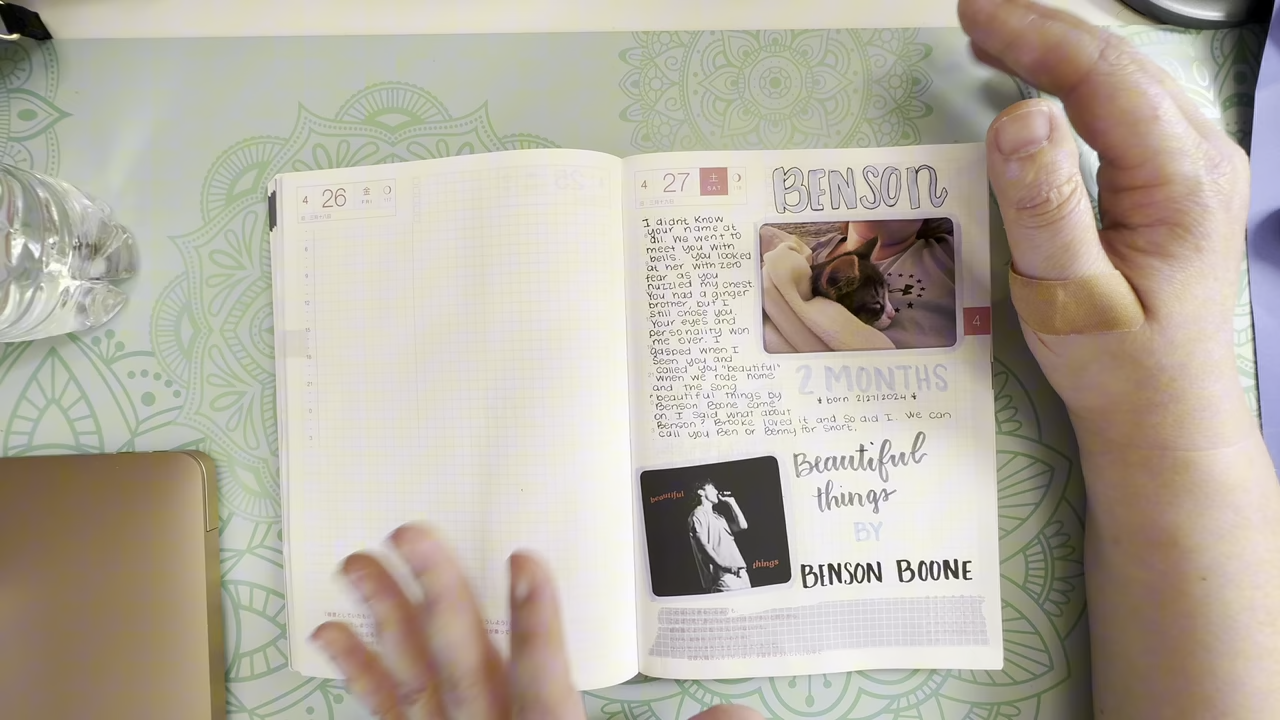 4 26 金 FRI
4 27 土 SAT
BENSON
I didnt know
your name at
all. We went to
meet you with
bells. You looked
at her with zero
fear as you
nuzzled my chest.
You had a ginger
brother, but I
still chose you.
Your eyes and
personality won
me over. I
gasped when I
seen you and
called you "beautiful"
when we rode home
and the song
"beautiful things by
Benson Boone came
on. I said what about
Benson? Brooke loved it and so did I. We can
call you Ben or Benny for short.
4
2 MONTHS
born 2/27/2024
Beautiful
things
BY
BENSON BOONE
beautiful
things